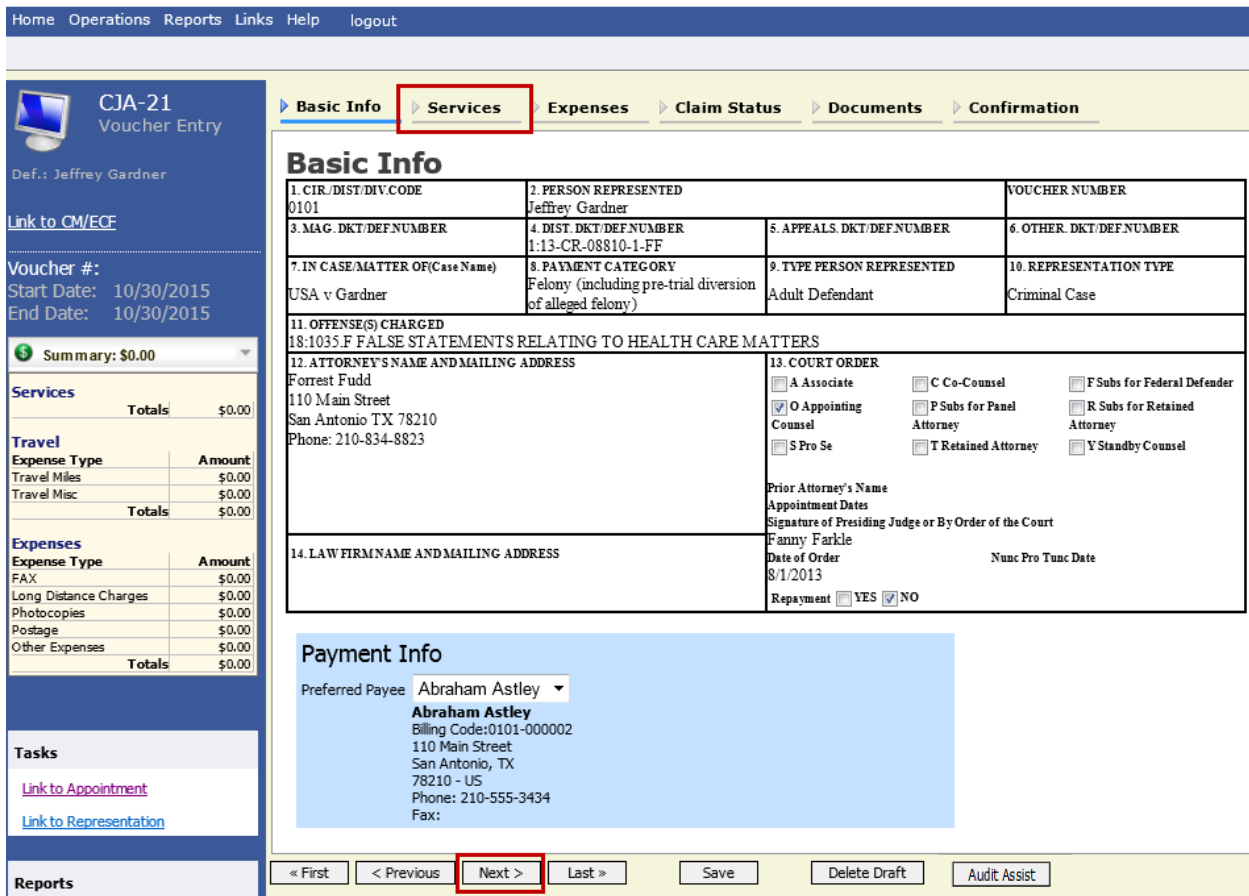 Home Operations Reports Links Help logout
CJA-21
Voucher Entry
Def.: Jeffrey Gardner
Link to CM/ECF
Voucher #:
Start Date: 10/30/2015
End Date: 10/30/2015
Summary: $0.00
Services
Totals $0.00
Travel
Expense Type Amount
Travel Miles $0.00
Travel Misc $0.00
Totals $0.00
Expenses
Expense Type Amount
FAX $0.00
Long Distance Charges $0.00
Photocopies $0.00
Postage $0.00
Other Expenses $0.00
Totals $0.00
Tasks
Link to Appointment
Link to Representation
Reports
Basic Info Services Expenses Claim Status Documents Confirmation
Basic Info
1. CIR./DIST/DIV.CODE 2. PERSON REPRESENTED VOUCHER NUMBER
0101 Jeffrey Gardner
3. MAG. DKT/DEF.NUMBER 4. DIST. DKT/DEF.NUMBER 5. APPEALS. DKT/DEF.NUMBER 6. OTHER. DKT/DEF.NUMBER
1:13-CR-08810-1-FF
7. IN CASE/MATTER OF(Case Name) 8. PAYMENT CATEGORY 9. TYPE PERSON REPRESENTED 10. REPRESENTATION TYPE
USA v Gardner Felony (including pre-trial diversion Adult Defendant Criminal Case
of alleged felony)
11. OFFENSE(S) CHARGED
18:1035.F FALSE STATEMENTS RELATING TO HEALTH CARE MATTERS
12. ATTORNEY'S NAME AND MAILING ADDRESS
Forrest Fudd
110 Main Street
San Antonio TX 78210
Phone: 210-834-8823
13. COURT ORDER
A Associate C Co-Counsel F Subs for Federal Defender
O Appointing P Subs for Panel R Subs for Retained
Counsel Attorney Attorney
S Pro Se T Retained Attorney Y Standby Counsel
Prior Attorney's Name
Appointment Dates
Signature of Presiding Judge or By Order of the Court
Fanny Farkle
Date of Order Nunc Pro Tunc Date
8/1/2013
Repayment YES NO
14. LAW FIRM NAME AND MAILING ADDRESS
Payment Info
Preferred Payee Abraham Astley
Abraham Astley
Billing Code:0101-000002
110 Main Street
San Antonio, TX
78210 - US
Phone: 210-555-3434
Fax:
« First < Previous Next > Last » Save Delete Draft Audit Assist